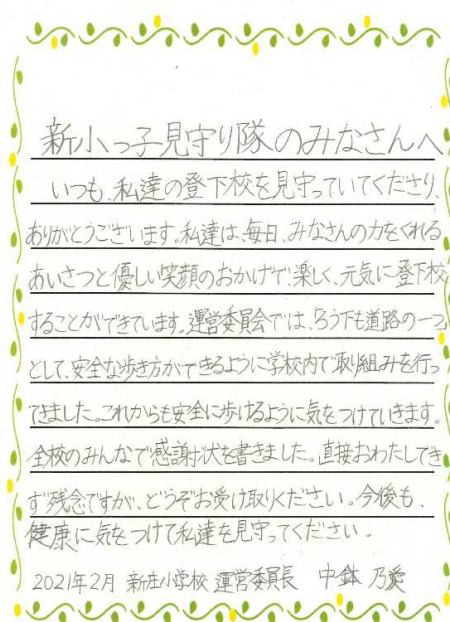 新小っ子見守り隊のみなさんへ
いつも、私達の登下校を見守っていてくださり、
ありがとうございます。私達は、毎日、みなさんの力をくれる
あいさつと優しい笑顔のおかげで、楽しく、元気に登下校
することができています。運営委員会では、ろう下も道路の一つ
として、安全な歩き方ができるように学校内で取り組みを行っ
てきました。これからも安全に歩けるように気をつけていきます。
全校のみんなで感謝状を書きました。直接おわたしでき
ず残念ですが、どうぞお受け取りください。今後も、
健康に気をつけて私達を見守ってください。
2021年2月 新庄小学校 運営委員長 中鉢 乃愛